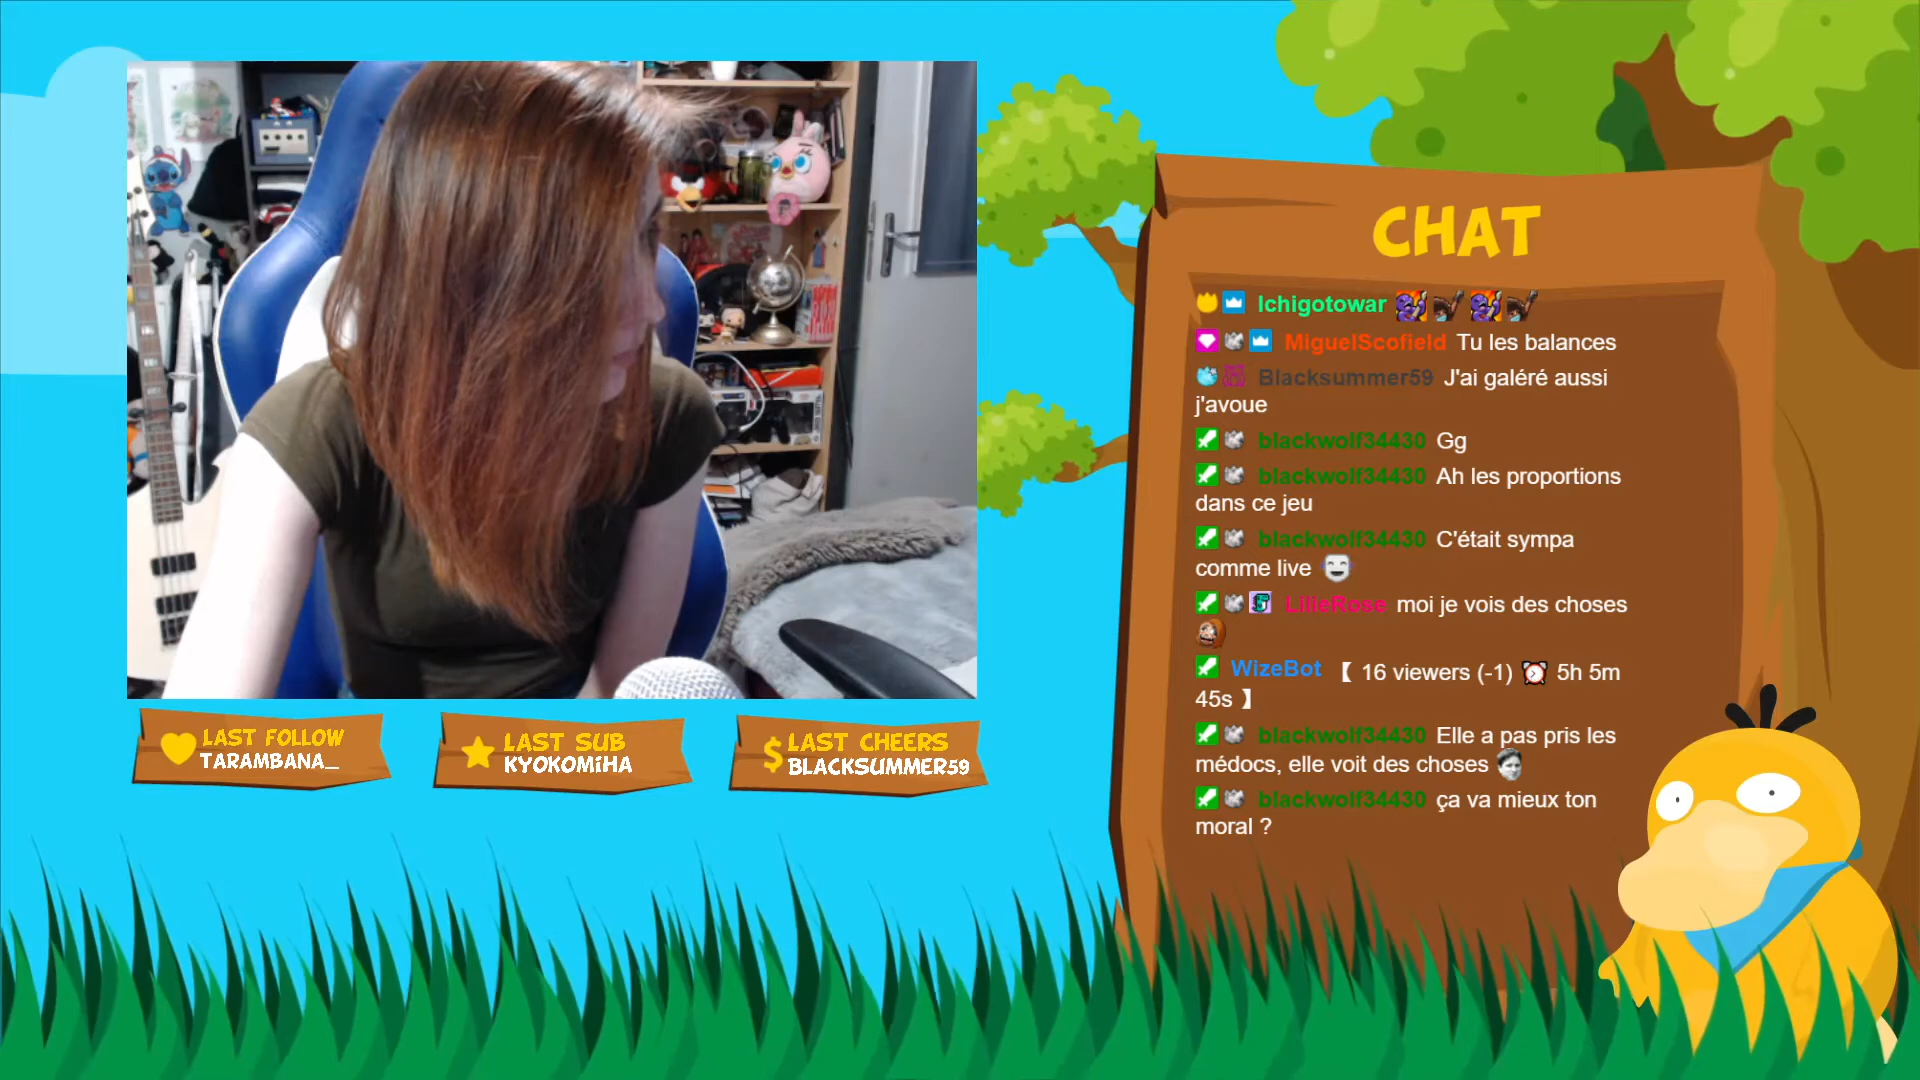 CHAT
Ichigotowar
MiguelScofield Tu les balances
Blacksummer59 J'ai galéré aussi
j'avoue
blackwolf34430 Gg
blackwolf34430 Ah les proportions
dans ce jeu
blackwolf34430 C'était sympa
comme live
LilieRose moi je vois des choses
WizeBot 【 16 viewers (-1) ⏰ 5h 5m
45s 】
blackwolf34430 Elle a pas pris les
médocs, elle voit des choses
blackwolf34430 ça va mieux ton
moral ?
LAST FOLLOW
TARAMBANA_
LAST SUB
KYOKOMiHA
$ LAST CHEERS
BLACKSUMMER59